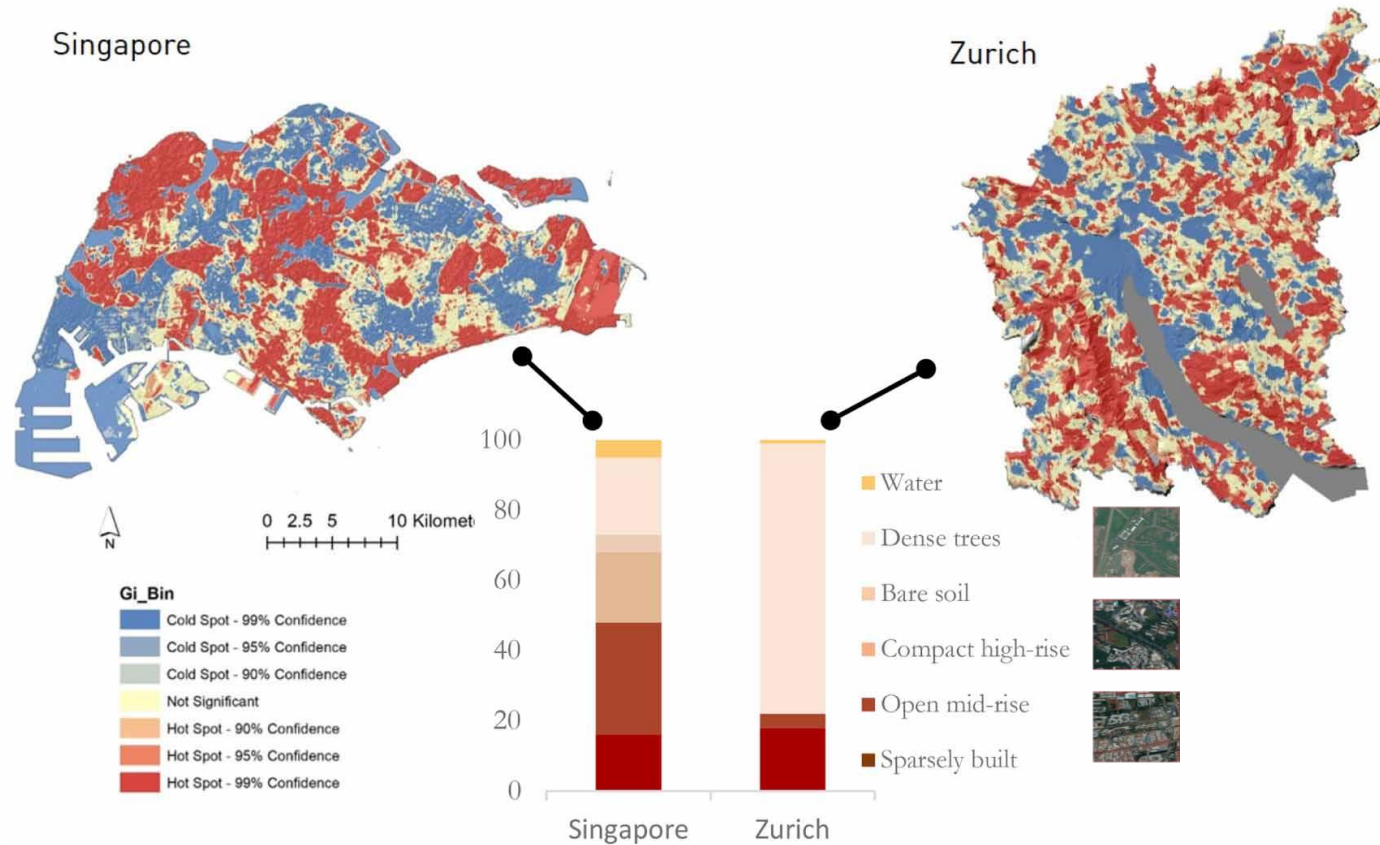 Singapore
Zurich
0 2.5 5 10 Kilomet
N
Gi_Bin
Cold Spot - 99% Confidence
Cold Spot - 95% Confidence
Cold Spot - 90% Confidence
Not Significant
Hot Spot - 90% Confidence
Hot Spot - 95% Confidence
Hot Spot - 99% Confidence
100
80
60
40
20
0
Singapore
Zurich
Water
Dense trees
Bare soil
Compact high-rise
Open mid-rise
Sparsely built